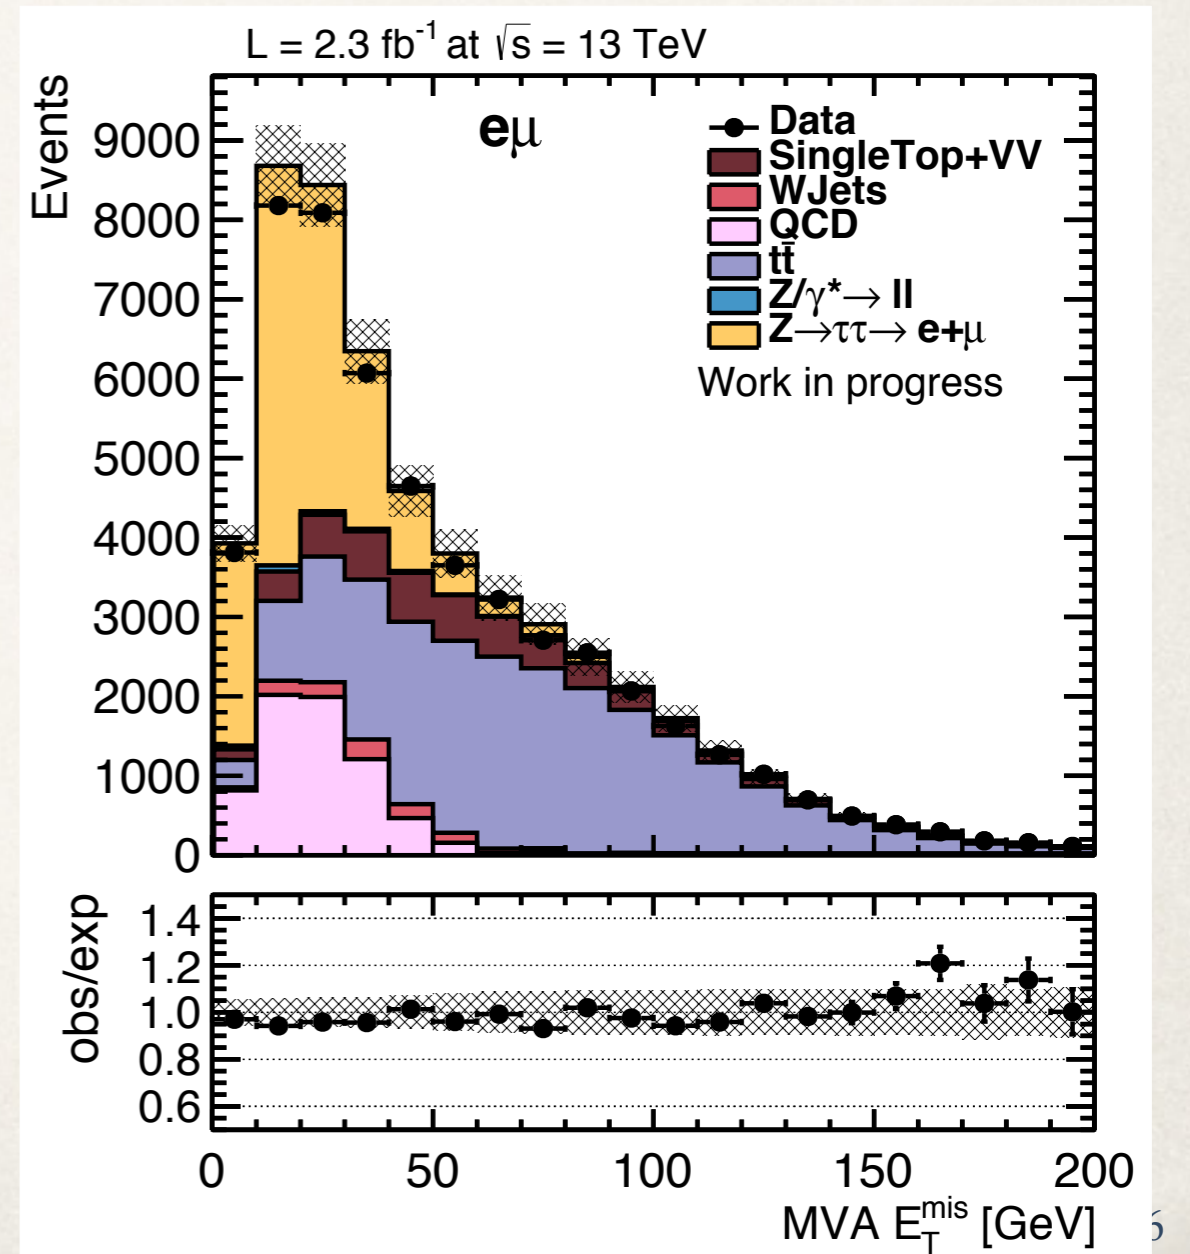 L = 2.3 fb⁻¹ at √s = 13 TeV
Events
eμ
Data
SingleTop+VV
WJets
QCD
tt̄
Z/γ*→ ll
Z→ττ→ e+μ
Work in progress
9000
8000
7000
6000
5000
4000
3000
2000
1000
0
obs/exp
1.4
1.2
1.0
0.8
0.6
0 50 100 150 200
MVA E_T^mis [GeV]
6